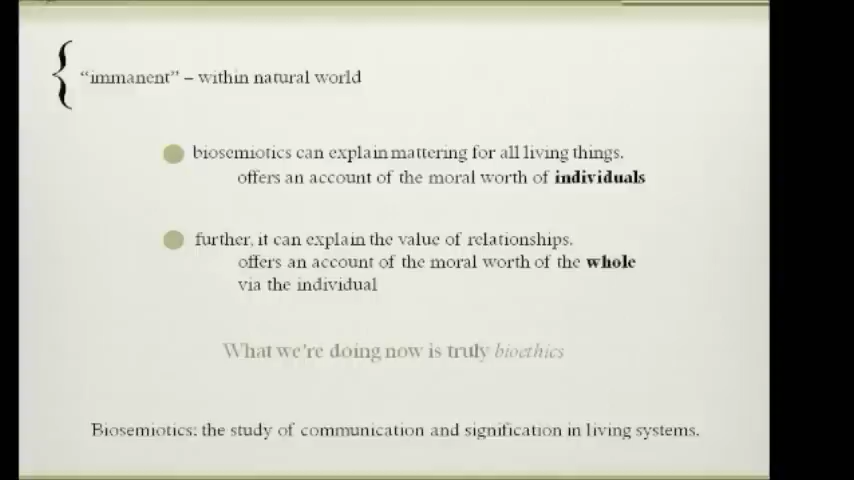 “immanent” – within natural world
biosemiotics can explain mattering for all living things.
offers an account of the moral worth of individuals
further, it can explain the value of relationships.
offers an account of the moral worth of the whole
via the individual
What we’re doing now is truly bioethics
Biosemiotics: the study of communication and signification in living systems.